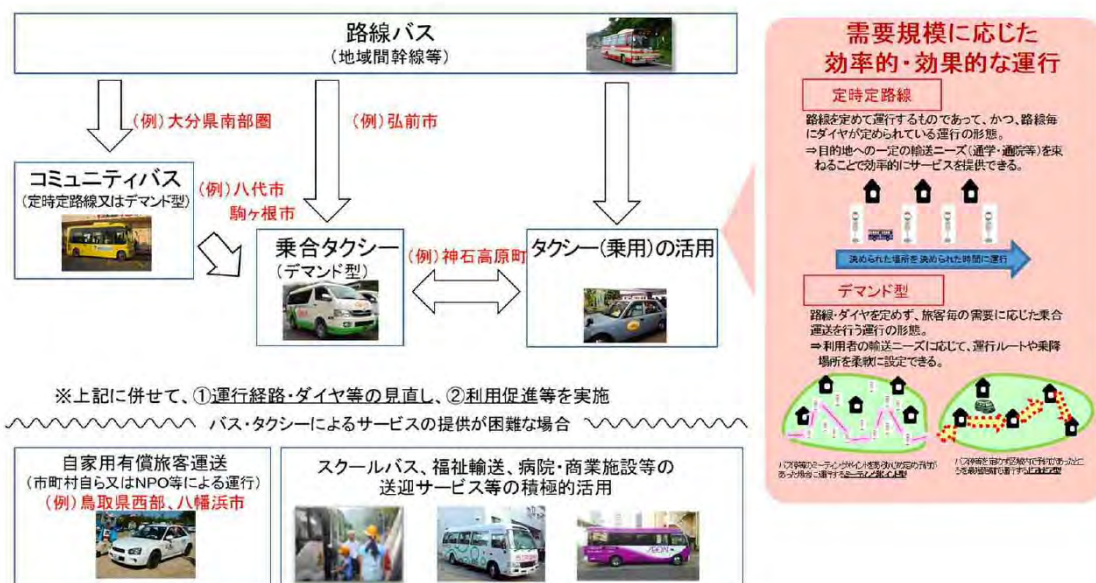 路線バス
(地域間幹線等)
(例)大分県南部圏
(例)弘前市
コミュニティバス
(定時定路線又はデマンド型)
(例)八代市
駒ヶ根市
乗合タクシー
(デマンド型)
(例)神石高原町
タクシー(乗用)の活用
※上記に併せて、①運行経路・ダイヤ等の見直し、②利用促進等を実施
バス・タクシーによるサービスの提供が困難な場合
自家用有償旅客運送
(市町村自ら又はNPO等による運行)
(例)鳥取県西部、八幡浜市
スクールバス、福祉輸送、病院・商業施設等の
送迎サービス等の積極的活用
需要規模に応じた
効率的・効果的な運行
定時定路線
路線を定めて運行するものであって、かつ、路線毎
にダイヤが定められている運行の形態。
⇒目的地への一定の輸送ニーズ(通学・通院等)を束
ねることで効率的にサービスを提供できる。
決められた場所を決められた時間に運行
デマンド型
路線・ダイヤを定めず、旅客毎の需要に応じた乗合
運送を行う運行の形態。
⇒利用者の輸送ニーズに応じて、運行ルートや乗降
場所を柔軟に設定できる。